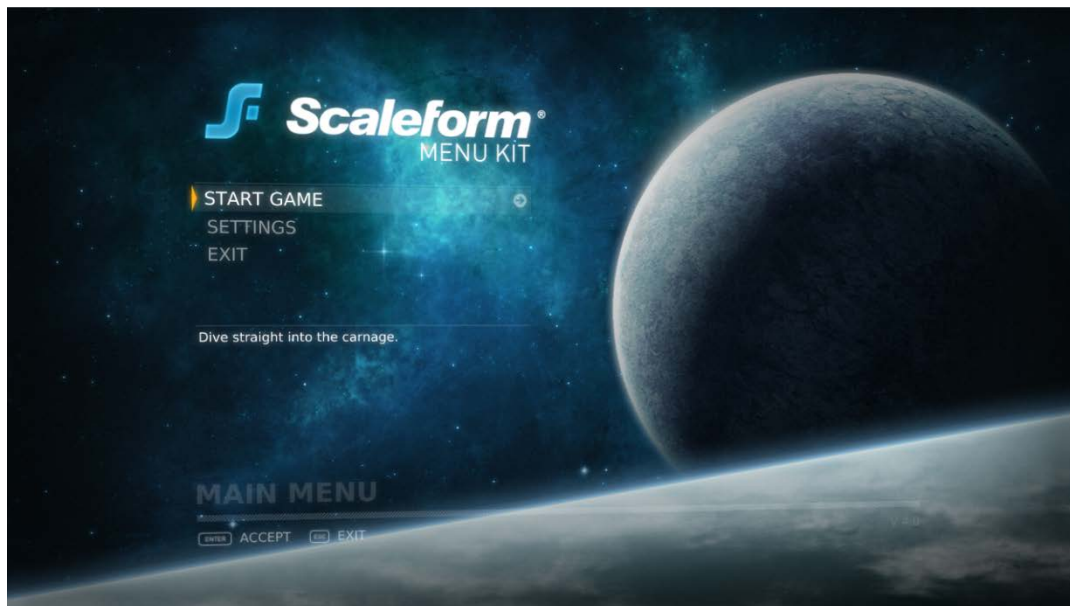 Scaleform®
MENU KIT
START GAME
SETTINGS
EXIT
Dive straight into the carnage.
MAIN MENU
ENTER ACCEPT ESC EXIT